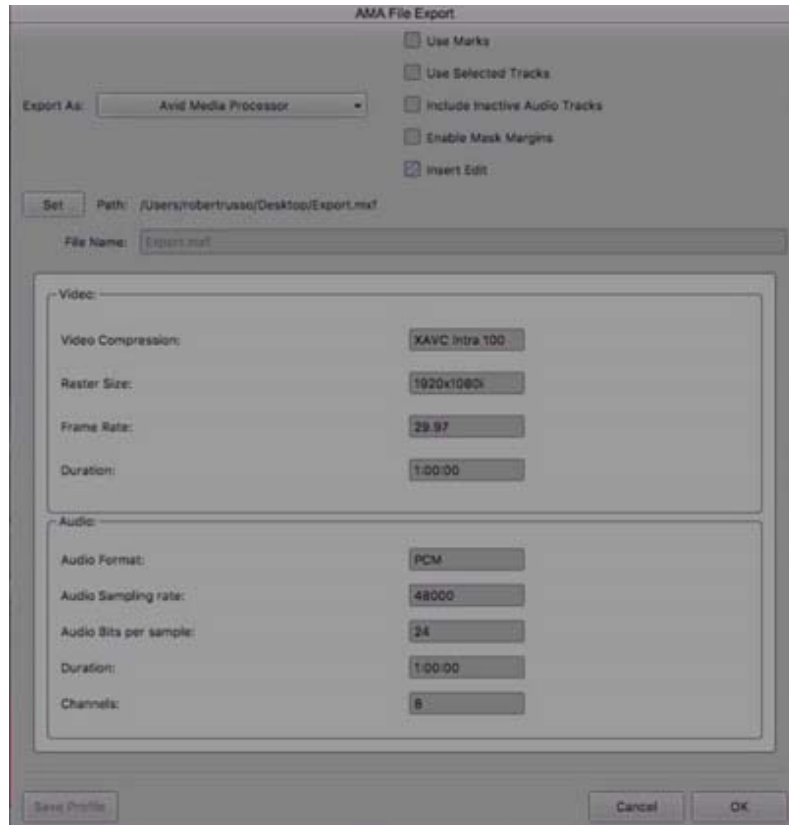 AMA File Export
Use Marks
Use Selected Tracks
Export As: Avid Media Processor
Include Inactive Audio Tracks
Enable Mask Margins
Insert Edit
Set Path: /Users/robertrusso/Desktop/Export.mxf
File Name: Export.mxf
Video:
Video Compression: XAVC Intra 100
Raster Size: 1920x1080i
Frame Rate: 29.97
Duration: 1:00:00
Audio:
Audio Format: PCM
Audio Sampling rate: 48000
Audio Bits per sample: 24
Duration: 1:00:00
Channels: 8
Save Profile
Cancel
OK